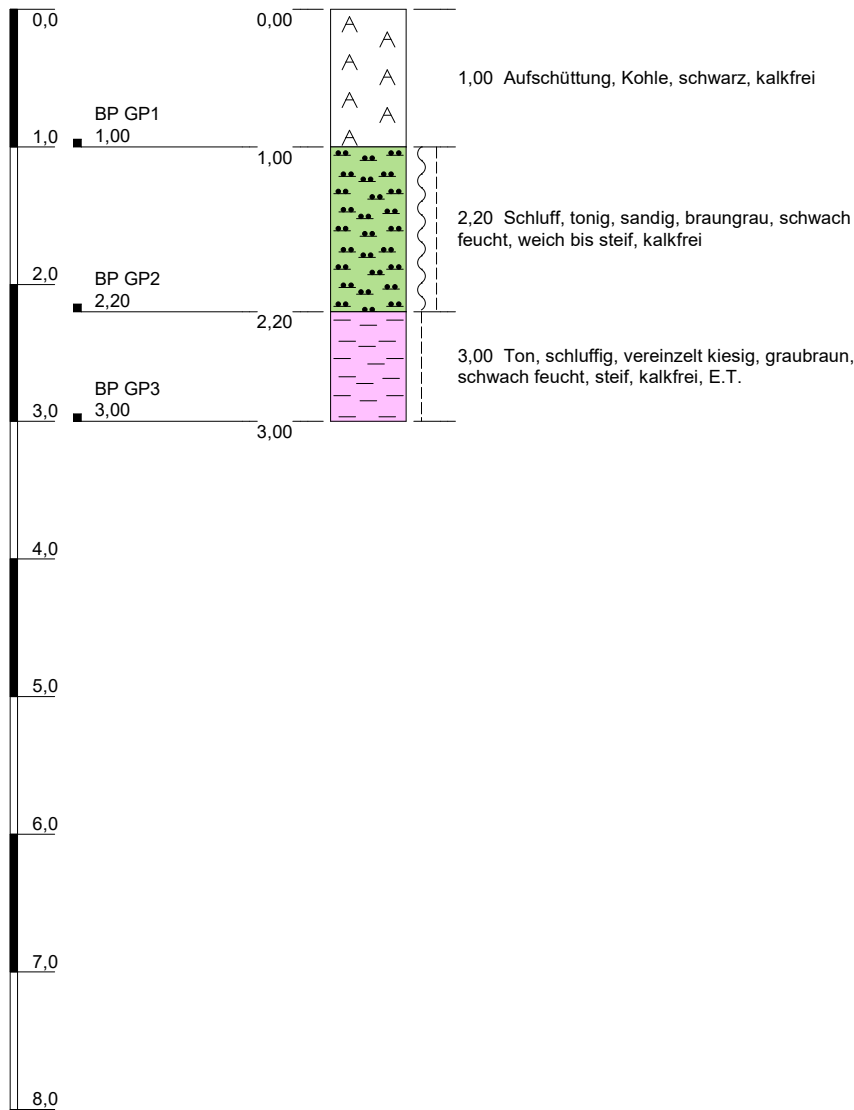 0,0
0,00
1,00 Aufschüttung, Kohle, schwarz, kalkfrei
BP GP1
1,00
1,0
1,00
2,20 Schluff, tonig, sandig, braungrau, schwach
feucht, weich bis steif, kalkfrei
BP GP2
2,0
2,20
2,20
3,00 Ton, schluffig, vereinzelt kiesig, graubraun,
schwach feucht, steif, kalkfrei, E.T.
BP GP3
3,00
3,0
3,00
4,0
5,0
6,0
7,0
8,0